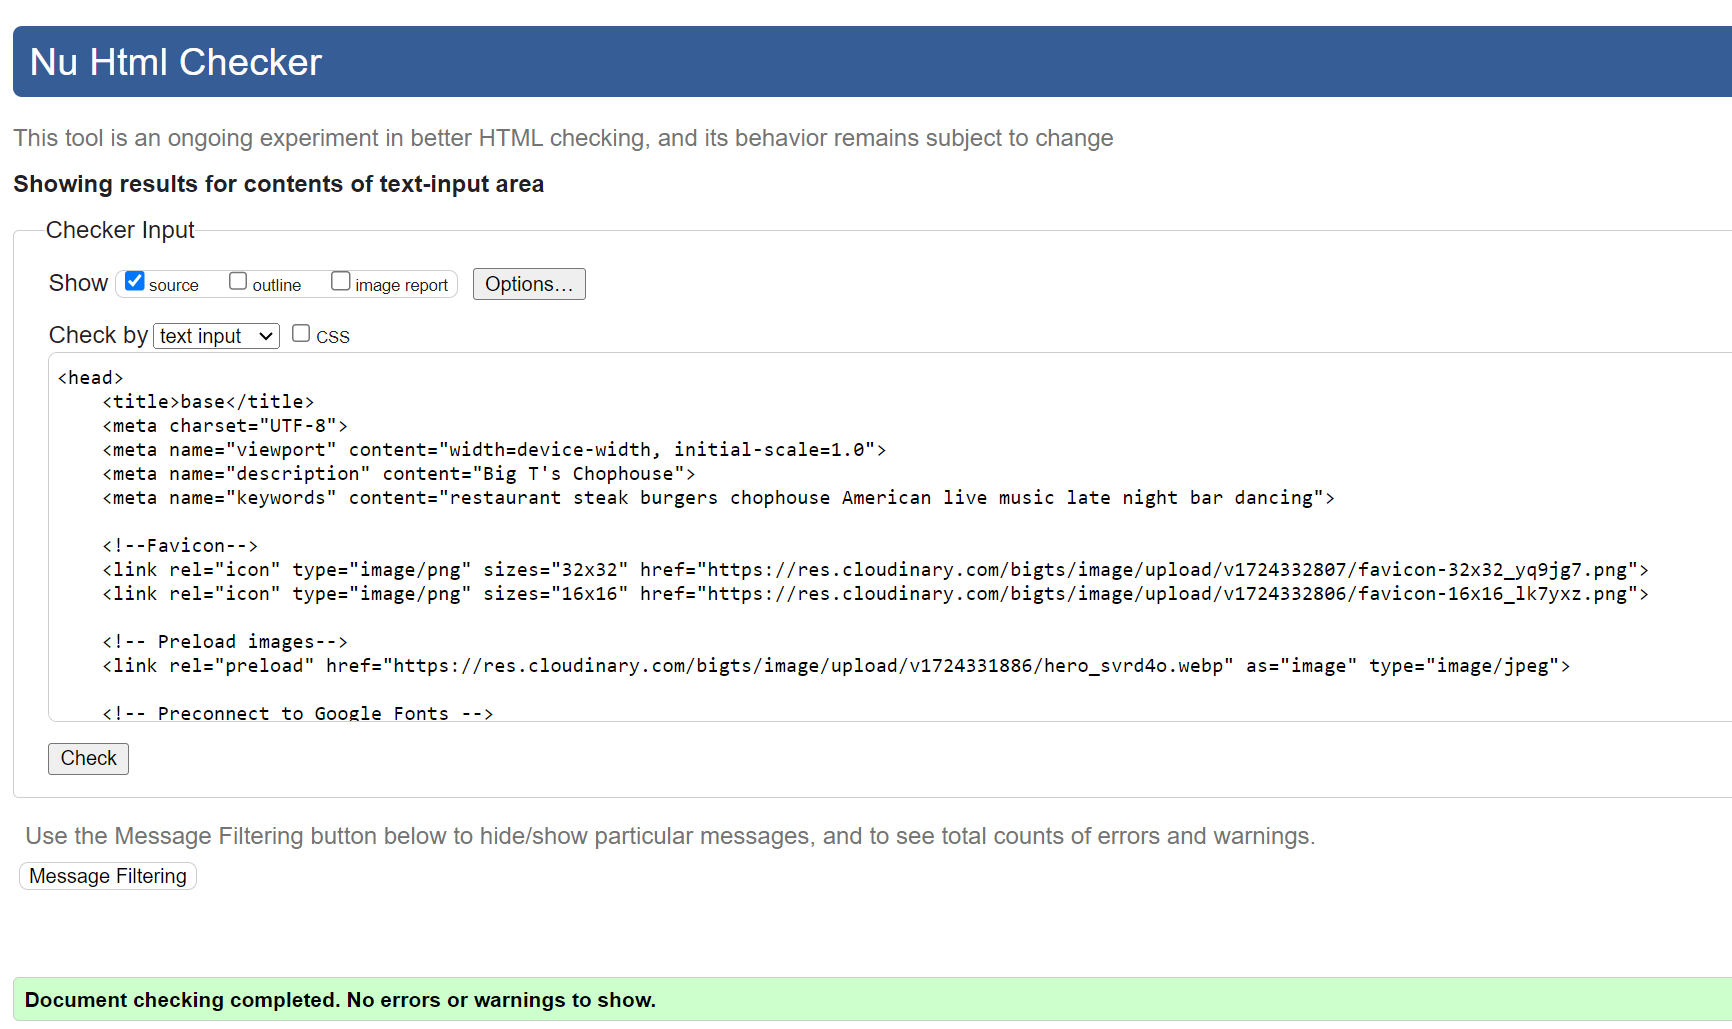 Nu Html Checker
This tool is an ongoing experiment in better HTML checking, and its behavior remains subject to change
Showing results for contents of text-input area
Checker Input
Show source outline image report Options…
Check by text input CSS
<head>
    <title>base</title>
    <meta charset="UTF-8">
    <meta name="viewport" content="width=device-width, initial-scale=1.0">
    <meta name="description" content="Big T's Chophouse">
    <meta name="keywords" content="restaurant steak burgers chophouse American live music late night bar dancing">
    <!--Favicon-->
    <link rel="icon" type="image/png" sizes="32x32" href="https://res.cloudinary.com/bigts/image/upload/v1724332807/favicon-32x32_yq9jg7.png">
    <link rel="icon" type="image/png" sizes="16x16" href="https://res.cloudinary.com/bigts/image/upload/v1724332806/favicon-16x16_lk7yxz.png">
    <!-- Preload images-->
    <link rel="preload" href="https://res.cloudinary.com/bigts/image/upload/v1724331886/hero_svrd4o.webp" as="image" type="image/jpeg">
    <!-- Preconnect to Google Fonts -->
Check
Use the Message Filtering button below to hide/show particular messages, and to see total counts of errors and warnings.
Message Filtering
Document checking completed. No errors or warnings to show.